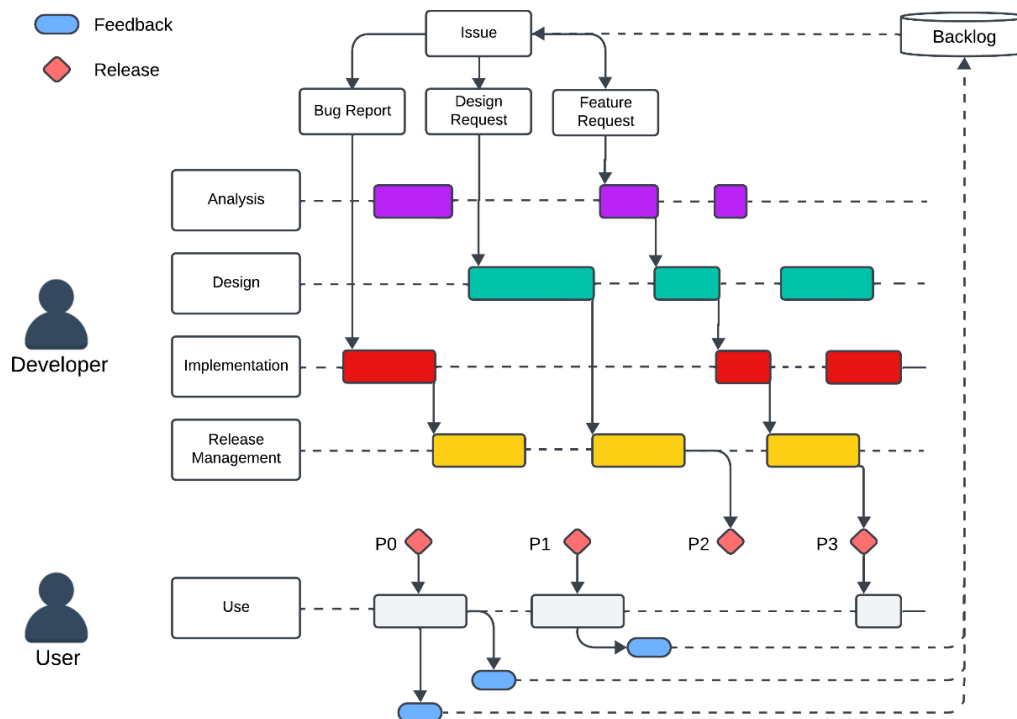 Feedback
Release
Issue
Backlog
Bug Report
Design
Request
Feature
Request
Analysis
Design
Developer
Implementation
Release
Management
P0
P1
P2
P3
User
Use